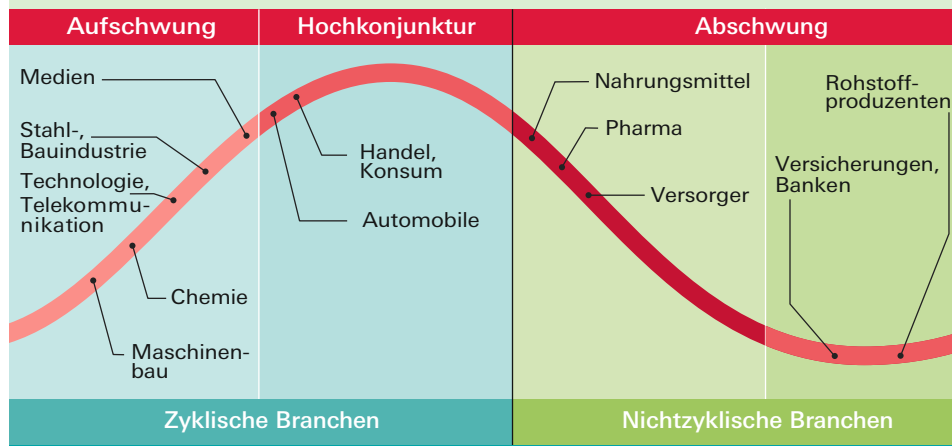 Aufschwung
Hochkonjunktur
Abschwung
Medien
Stahl-,
Bauindustrie
Technologie,
Telekommu-
nikation
Chemie
Maschinen-
bau
Handel,
Konsum
Automobile
Nahrungsmittel
Pharma
Versorger
Rohstoff-
produzenten
Versicherungen,
Banken
Zyklische Branchen
Nichtzyklische Branchen